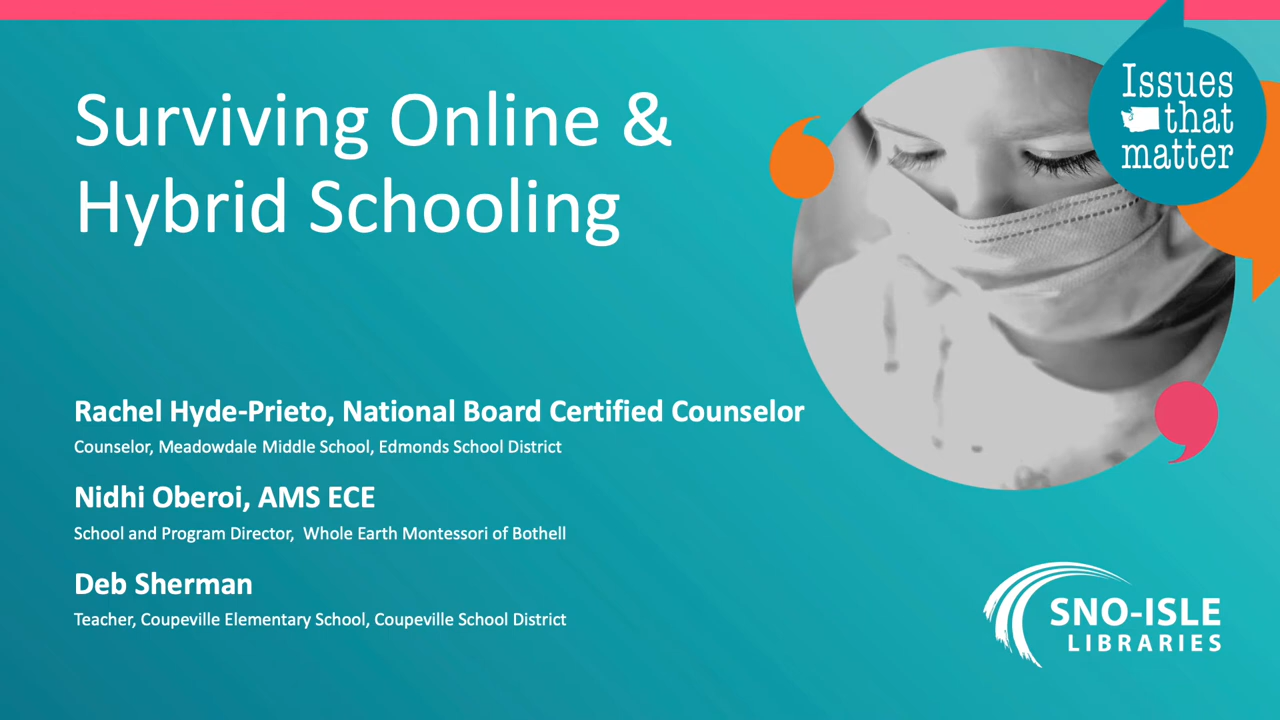 Surviving Online &
Hybrid Schooling
Issues
that
matter
Rachel Hyde-Prieto, National Board Certified Counselor
Counselor, Meadowdale Middle School, Edmonds School District
Nidhi Oberoi, AMS ECE
School and Program Director, Whole Earth Montessori of Bothell
Deb Sherman
Teacher, Coupeville Elementary School, Coupeville School District
SNO-ISLE
LIBRARIES